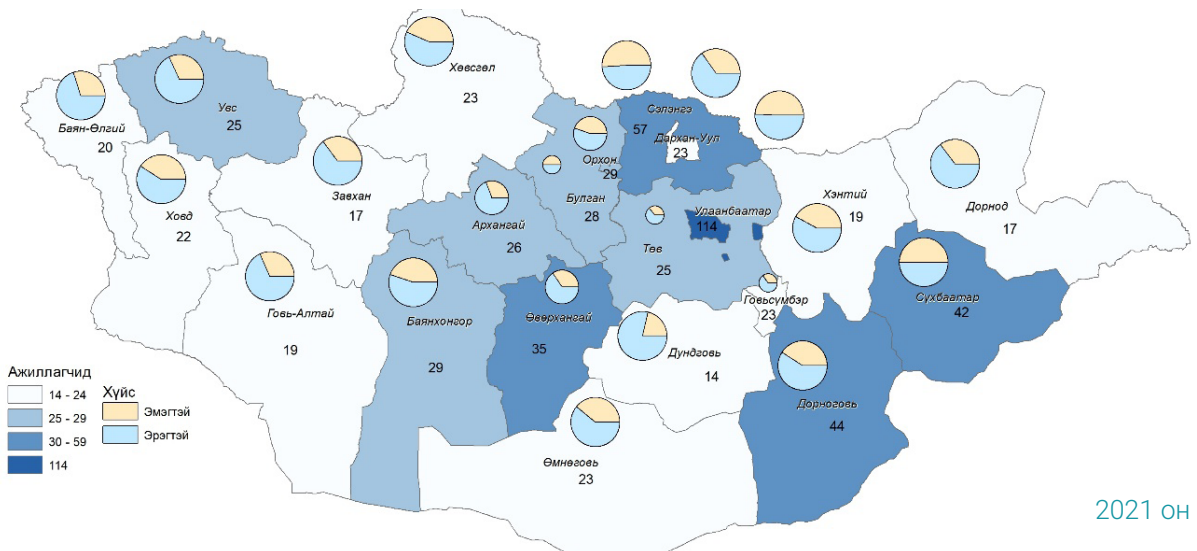 Хөвсгөл
23
Увс
25
Баян-Өлгий
20
Сэлэнгэ
57
Дархан-Уул
23
Орхон
29
Ховд
22
Завхан
17
Булган
28
Архангай
26
Улаанбаатар
114
Төв
25
Хэнтий
19
Дорнод
17
Говь-Алтай
19
Баянхонгор
29
Өвөрхангай
35
Говьсүмбэр
23
Сүхбаатар
42
Дундговь
14
Дорноговь
44
Өмнөговь
23
Ажиллагчид
14 - 24
25 - 29
30 - 59
114
Хүйс
Эмэгтэй
Эрэгтэй
2021 он